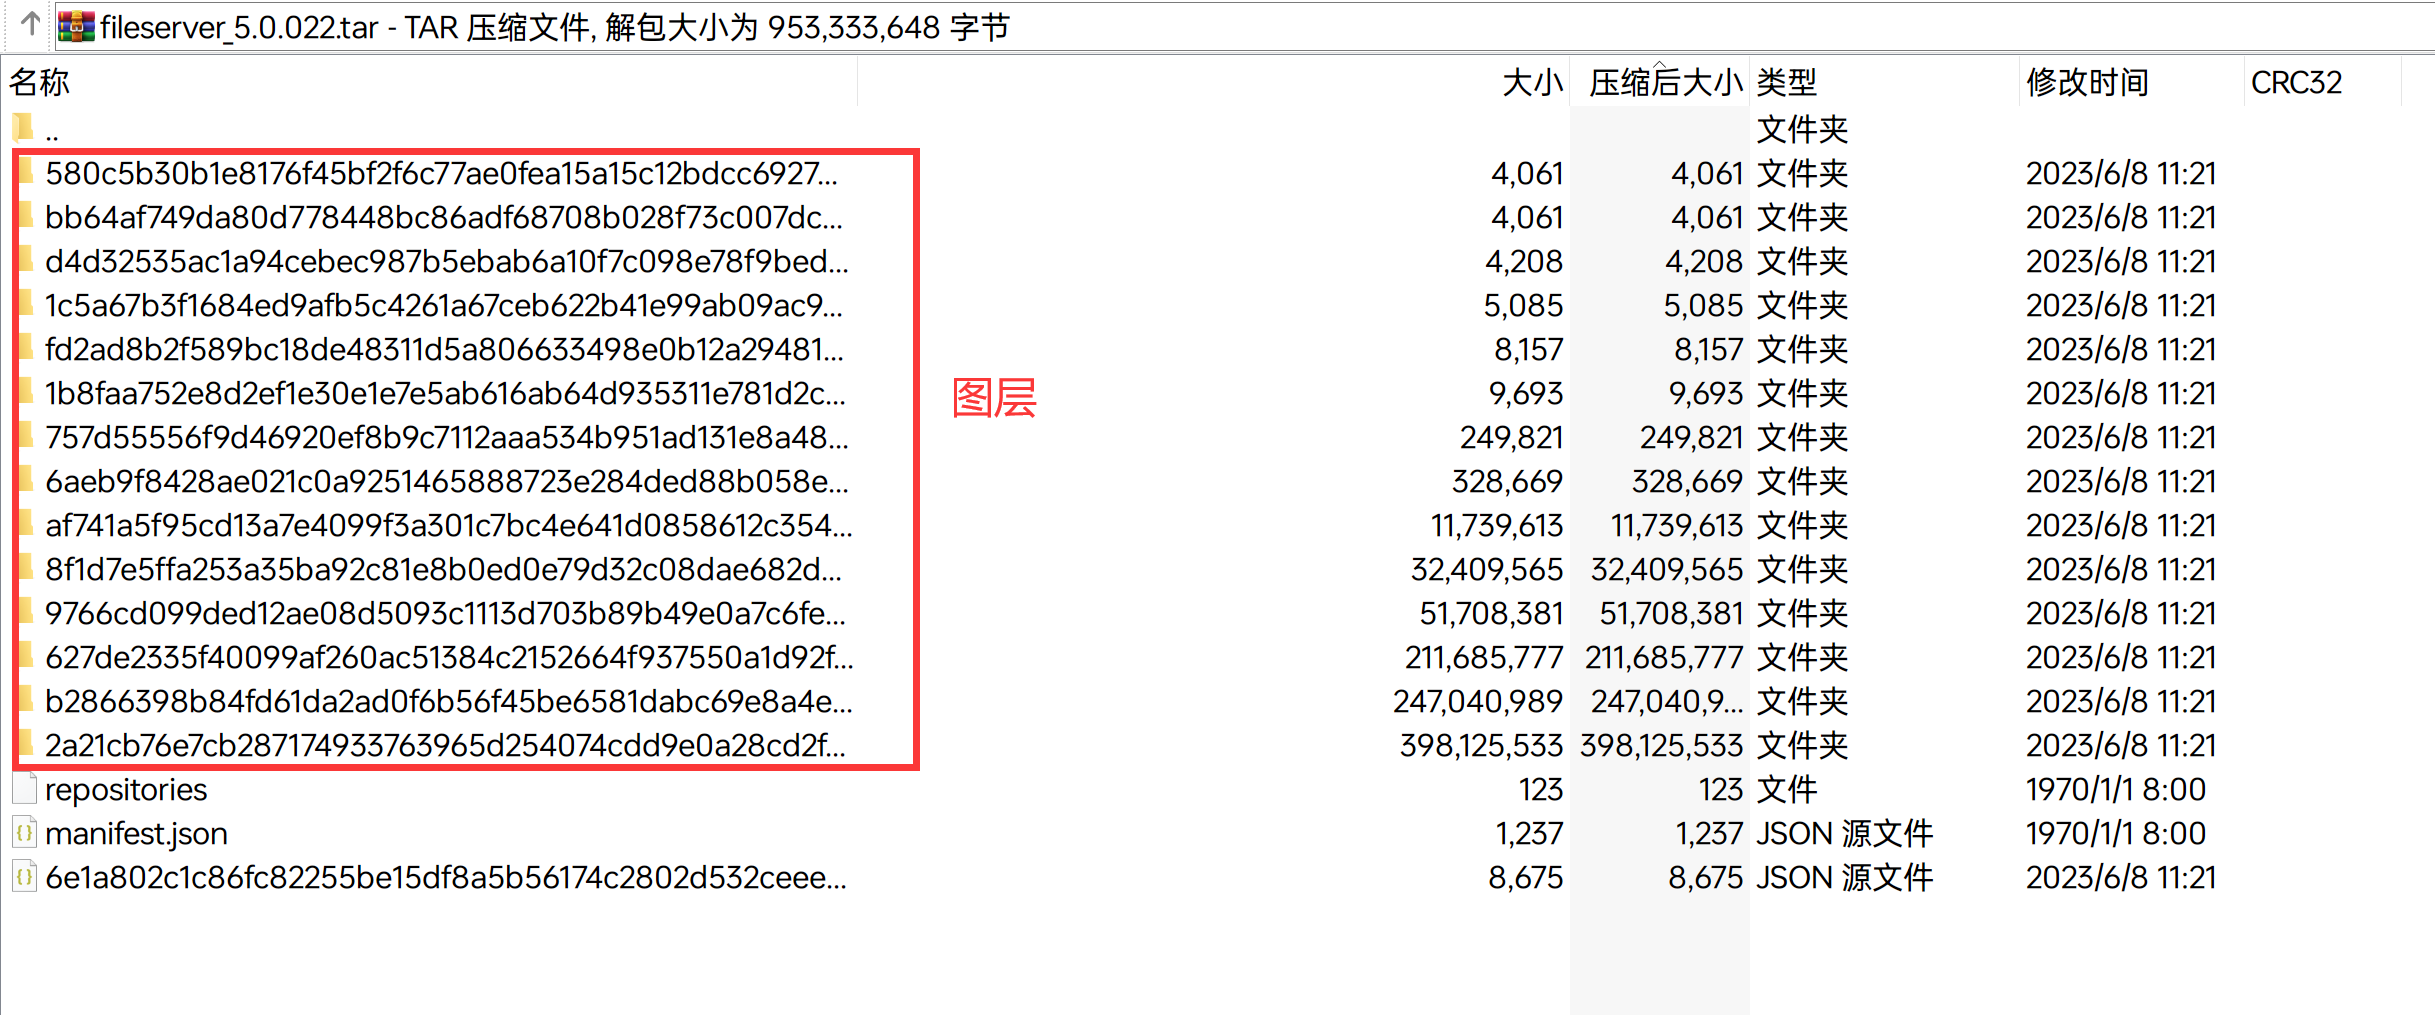 fileserver_5.0.022.tar - TAR 压缩文件, 解包大小为 953,333,648 字节
名称 大小 压缩后大小 类型 修改时间 CRC32
.. 文件夹
580c5b30b1e8176f45bf2f6c77ae0fea15a15c12bdcc6927... 4,061 4,061 文件夹 2023/6/8 11:21
bb64af749da80d778448bc86adf68708b028f73c007dc... 4,061 4,061 文件夹 2023/6/8 11:21
d4d32535ac1a94cebec987b5ebab6a10f7c098e78f9bed... 4,208 4,208 文件夹 2023/6/8 11:21
1c5a67b3f1684ed9afb5c4261a67ceb622b41e99ab09ac9... 5,085 5,085 文件夹 2023/6/8 11:21
fd2ad8b2f589bc18de48311d5a806633498e0b12a29481... 8,157 8,157 文件夹 2023/6/8 11:21
1b8faa752e8d2ef1e30e1e7e5ab616ab64d935311e781d2c... 9,693 9,693 文件夹 2023/6/8 11:21
图层
757d55556f9d46920ef8b9c7112aaa534b951ad131e8a48... 249,821 249,821 文件夹 2023/6/8 11:21
6aeb9f8428ae021c0a9251465888723e284ded88b058e... 328,669 328,669 文件夹 2023/6/8 11:21
af741a5f95cd13a7e4099f3a301c7bc4e641d0858612c354... 11,739,613 11,739,613 文件夹 2023/6/8 11:21
8f1d7e5ffa253a35ba92c81e8b0ed0e79d32c08dae682d... 32,409,565 32,409,565 文件夹 2023/6/8 11:21
9766cd099ded12ae08d5093c1113d703b89b49e0a7c6fe... 51,708,381 51,708,381 文件夹 2023/6/8 11:21
627de2335f40099af260ac51384c2152664f937550a1d92f... 211,685,777 211,685,777 文件夹 2023/6/8 11:21
b2866398b84fd61da2ad0f6b56f45be6581dabc69e8a4e... 247,040,989 247,040,9... 文件夹 2023/6/8 11:21
2a21cb76e7cb287174933763965d254074cdd9e0a28cd2f... 398,125,533 398,125,533 文件夹 2023/6/8 11:21
repositories 123 123 文件 1970/1/1 8:00
manifest.json 1,237 1,237 JSON 源文件 1970/1/1 8:00
6e1a802c1c86fc82255be15df8a5b56174c2802d532ceee... 8,675 8,675 JSON 源文件 2023/6/8 11:21